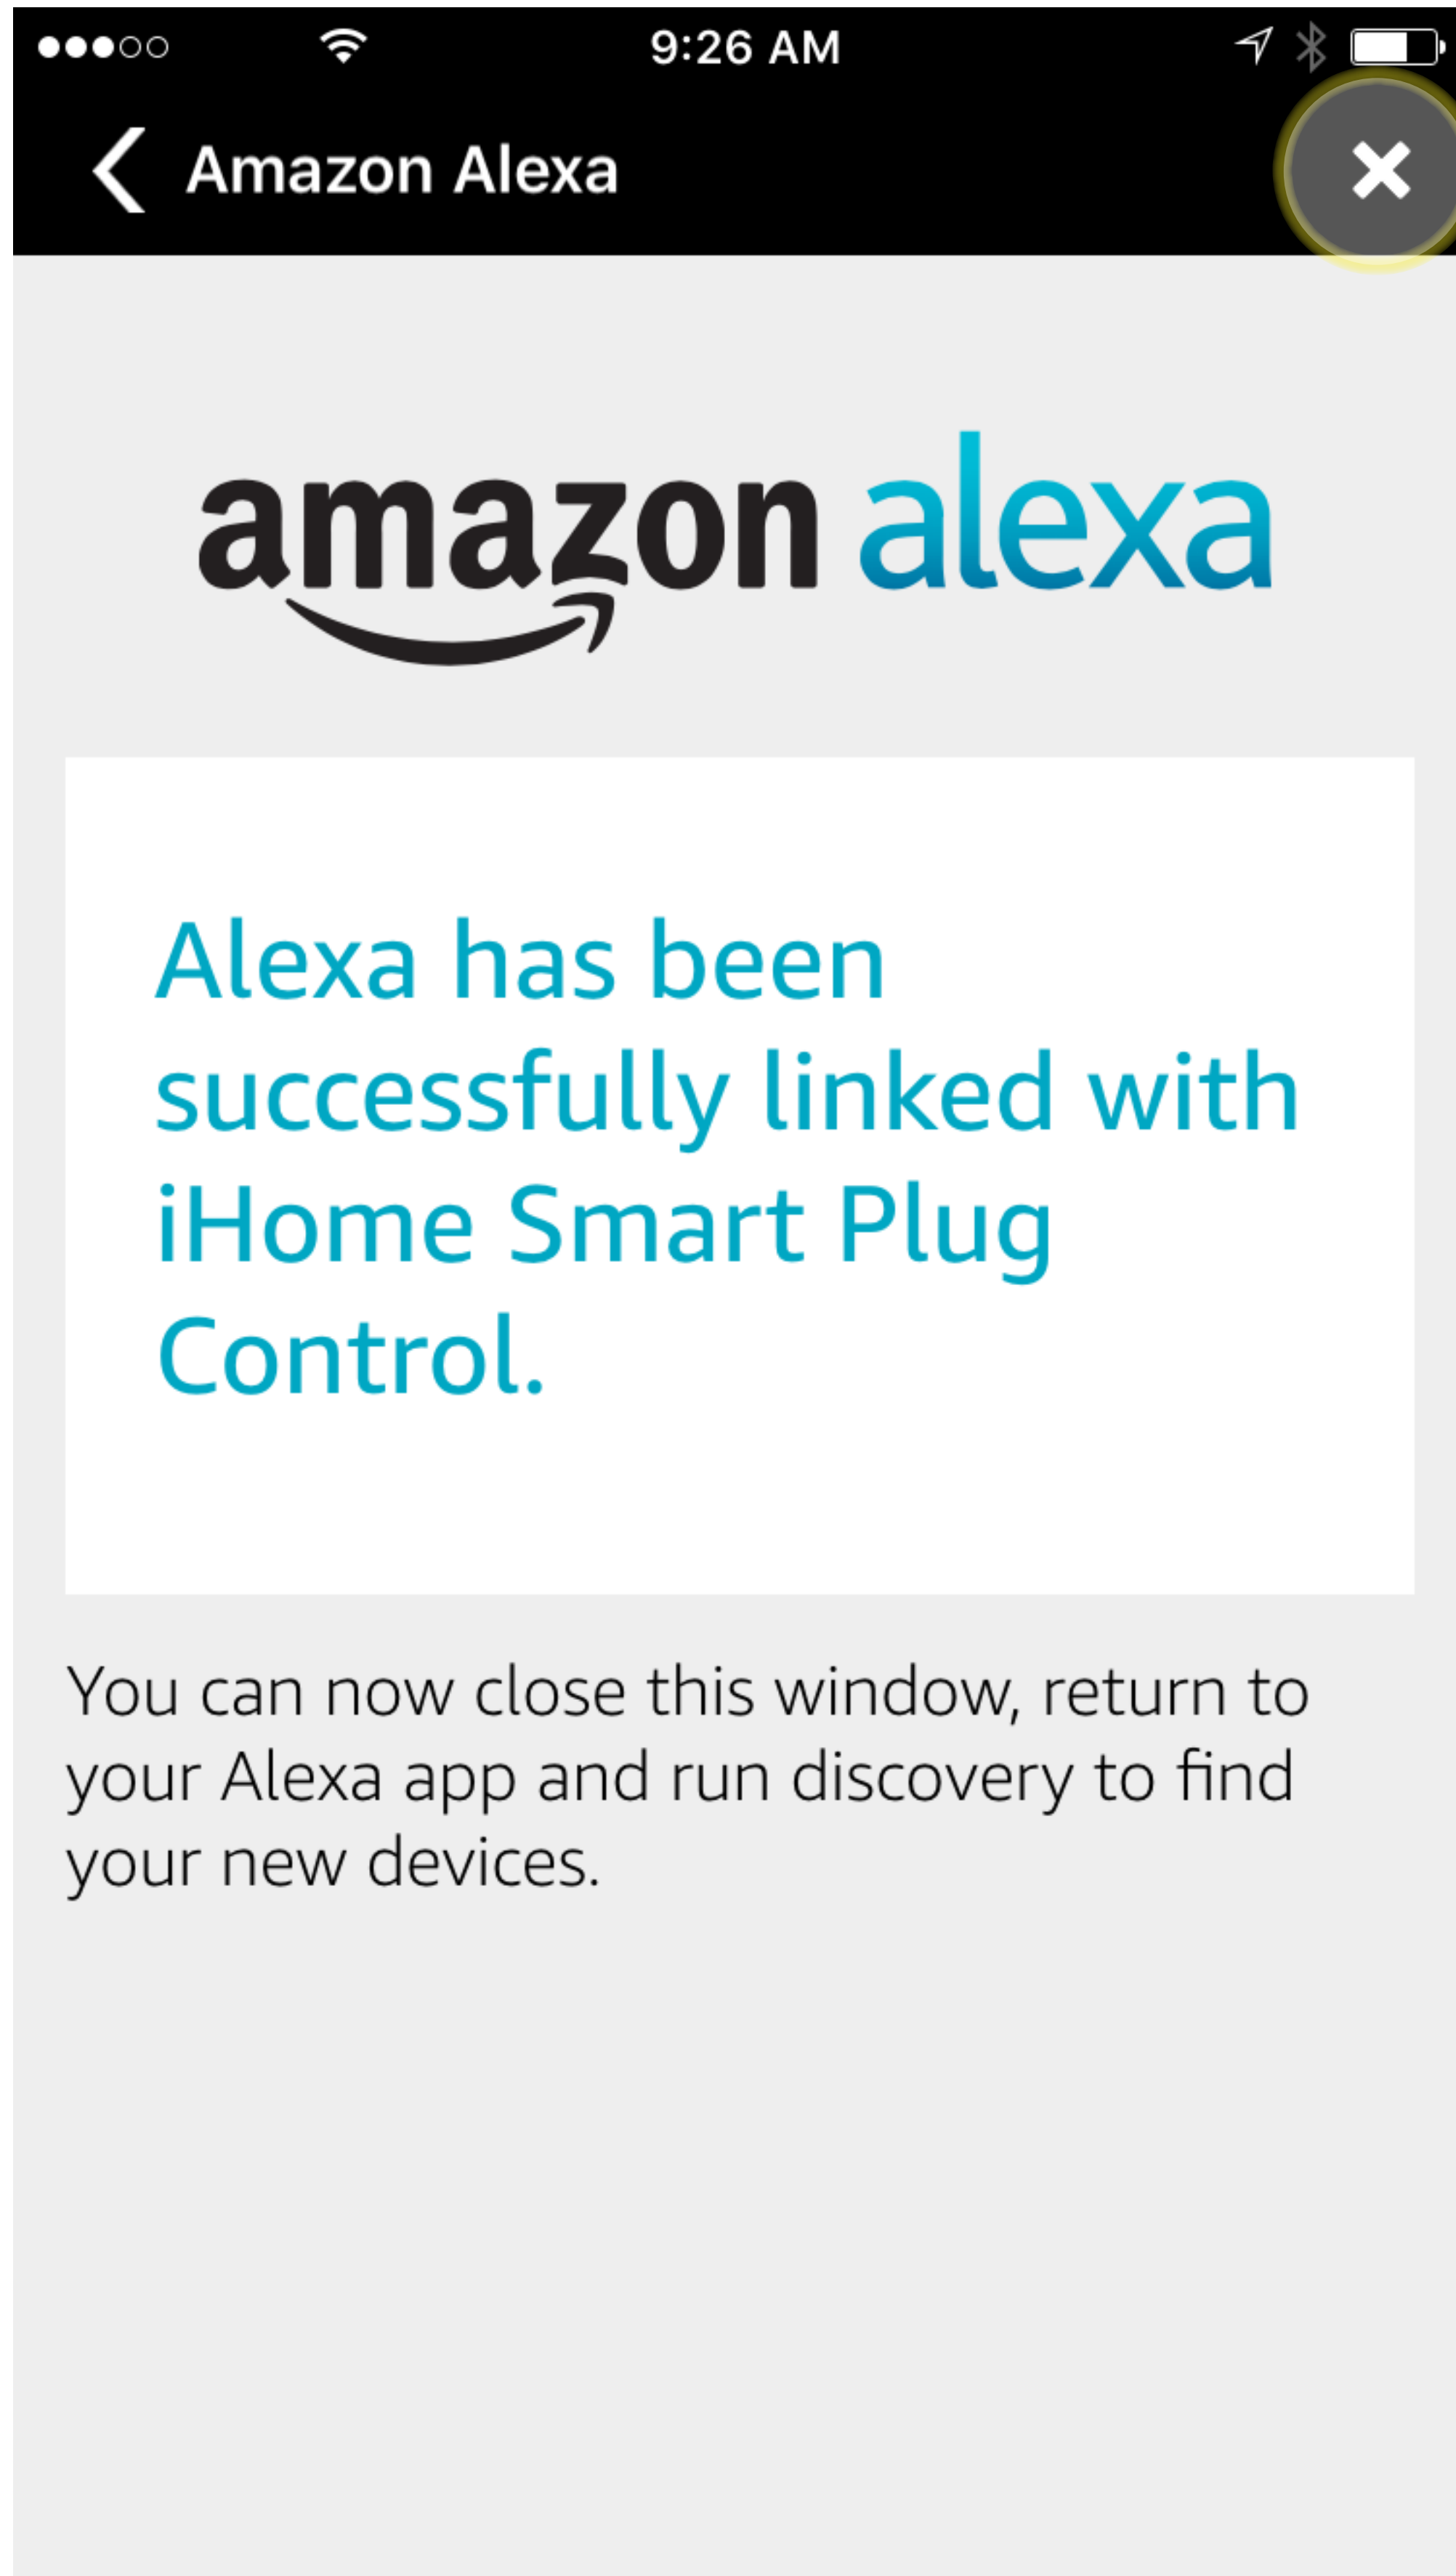 9:26 AM
Amazon Alexa
amazon alexa
Alexa has been
successfully linked with
iHome Smart Plug
Control.
You can now close this window, return to
your Alexa app and run discovery to find
your new devices.